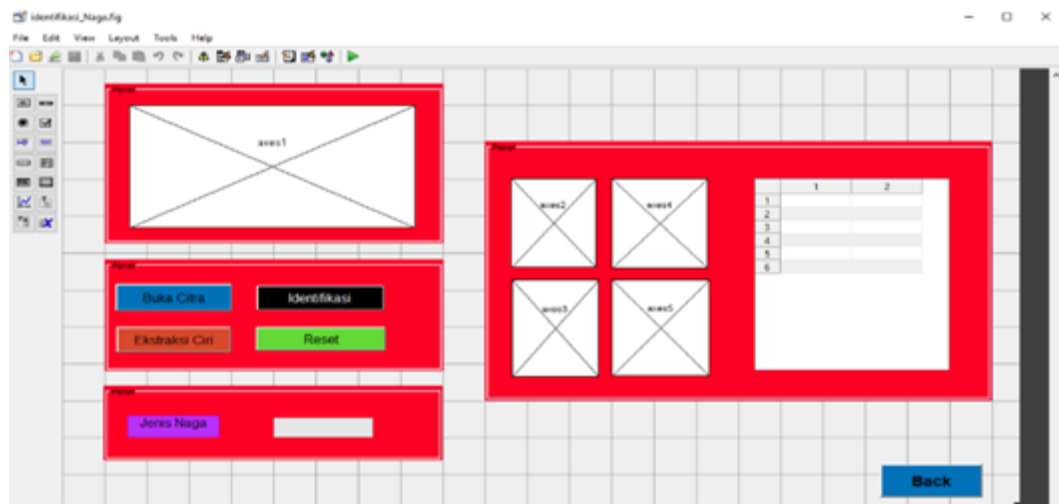 identifikasi_Naga.fig
File Edit View Layout Tools Help
Panel
axes1
Panel
axes2
axes4
axes3
axes5
1 2
1
2
3
4
5
6
Panel
Buka Citra
Identifikasi
Ekstraksi Ciri
Reset
Panel
Jenis Naga
Back